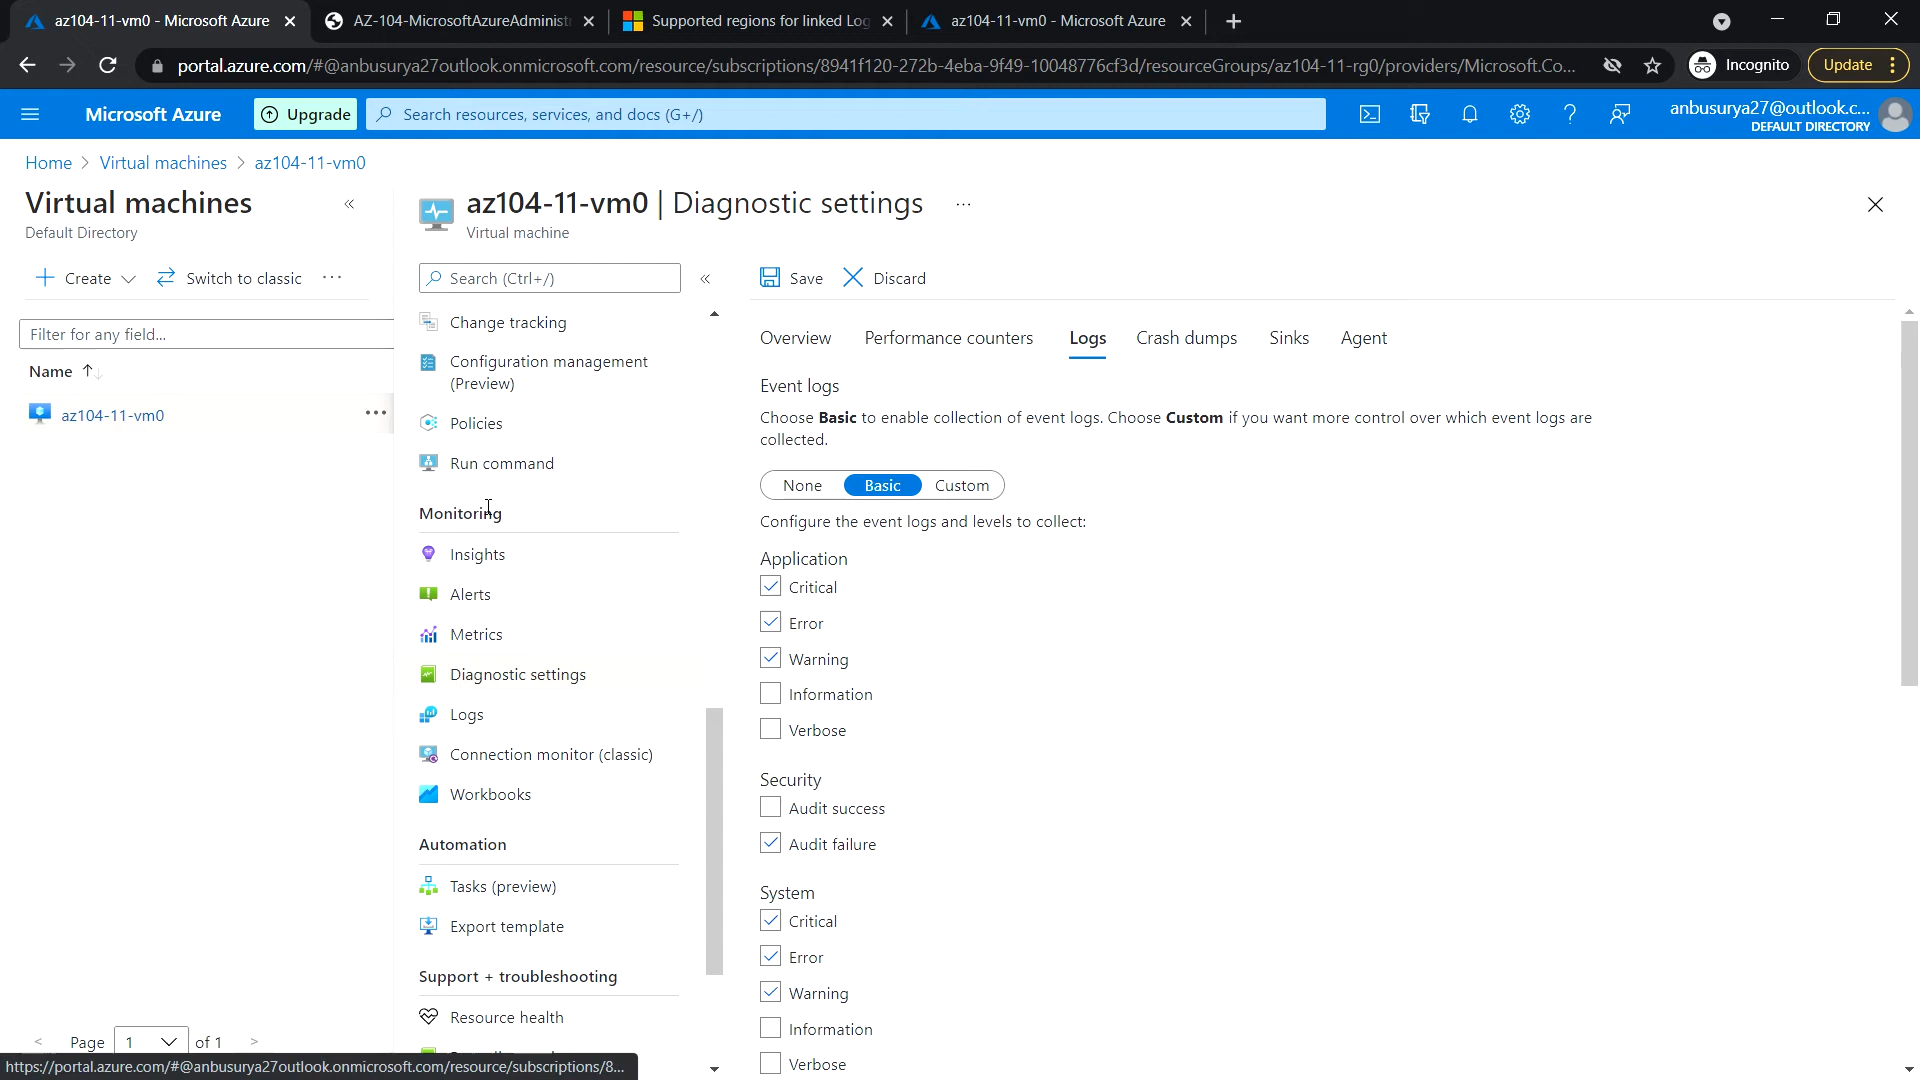 az104-11-vm0 - Microsoft Azure
AZ-104-MicrosoftAzureAdminist
Supported regions for linked Log
az104-11-vm0 - Microsoft Azure
portal.azure.com/#@anbusurya27outlook.onmicrosoft.com/resource/subscriptions/8941f120-272b-4eba-9f49-10048776cf3d/resourceGroups/az104-11-rg0/providers/Microsoft.Co...
Incognito
Update
Microsoft Azure
Upgrade
Search resources, services, and docs (G+/)
anbusurya27@outlook.c...
DEFAULT DIRECTORY
Home > Virtual machines > az104-11-vm0
Virtual machines
Default Directory
Create
Switch to classic
Filter for any field...
Name
az104-11-vm0
Page 1 of 1
az104-11-vm0 | Diagnostic settings
Virtual machine
Search (Ctrl+/)
Change tracking
Configuration management
(Preview)
Policies
Run command
Monitoring
Insights
Alerts
Metrics
Diagnostic settings
Logs
Connection monitor (classic)
Workbooks
Automation
Tasks (preview)
Export template
Support + troubleshooting
Resource health
Save
Discard
Overview
Performance counters
Logs
Crash dumps
Sinks
Agent
Event logs
Choose Basic to enable collection of event logs. Choose Custom if you want more control over which event logs are
collected.
None
Basic
Custom
Configure the event logs and levels to collect:
Application
Critical
Error
Warning
Information
Verbose
Security
Audit success
Audit failure
System
Critical
Error
Warning
Information
Verbose
https://portal.azure.com/#@anbusurya27outlook.onmicrosoft.com/resource/subscriptions/8...